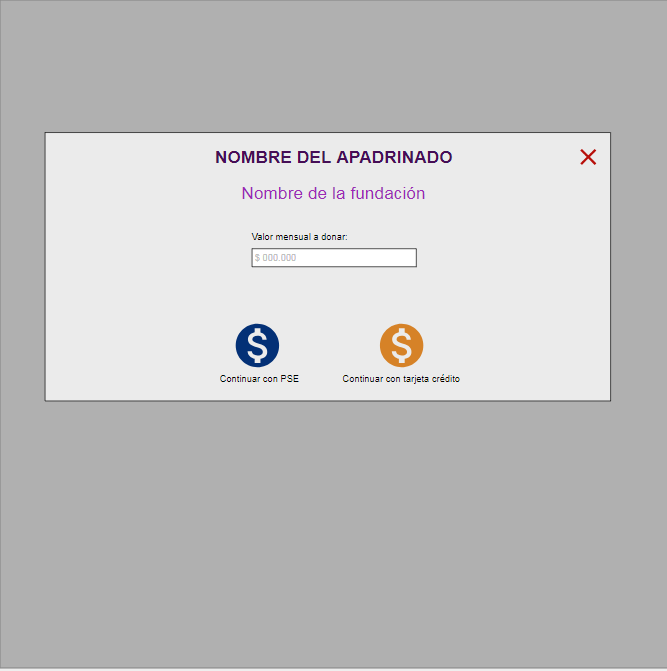 NOMBRE DEL APADRINADO
Nombre de la fundación
Valor mensual a donar:
$ 000.000
$ $
Continuar con PSE Continuar con tarjeta crédito